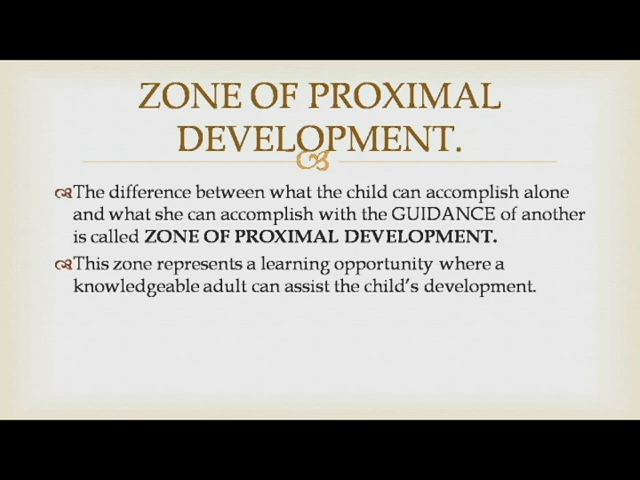 ZONE OF PROXIMAL
DEVELOPMENT.
The difference between what the child can accomplish alone
and what she can accomplish with the GUIDANCE of another
is called ZONE OF PROXIMAL DEVELOPMENT.
This zone represents a learning opportunity where a
knowledgeable adult can assist the child's development.